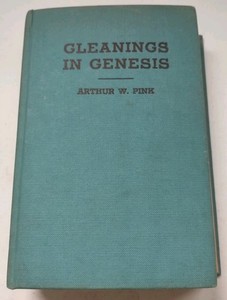 GLEANINGS
IN GENESIS
ARTHUR W. PINK